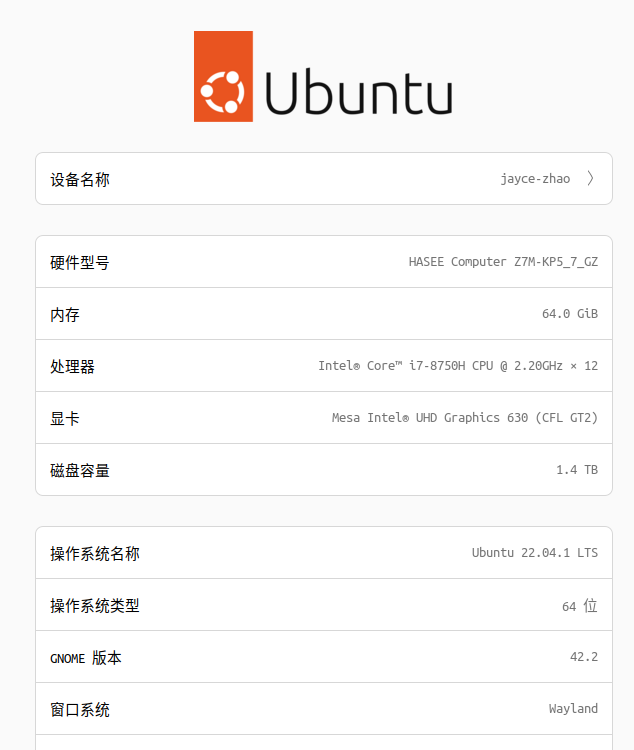 Ubuntu
设备名称 jayce-zhao 〉
硬件型号 HASEE Computer Z7M-KP5_7_GZ
内存 64.0 GiB
处理器 Intel® Core™ i7-8750H CPU @ 2.20GHz × 12
显卡 Mesa Intel® UHD Graphics 630 (CFL GT2)
磁盘容量 1.4 TB
操作系统名称 Ubuntu 22.04.1 LTS
操作系统类型 64 位
GNOME 版本 42.2
窗口系统 Wayland